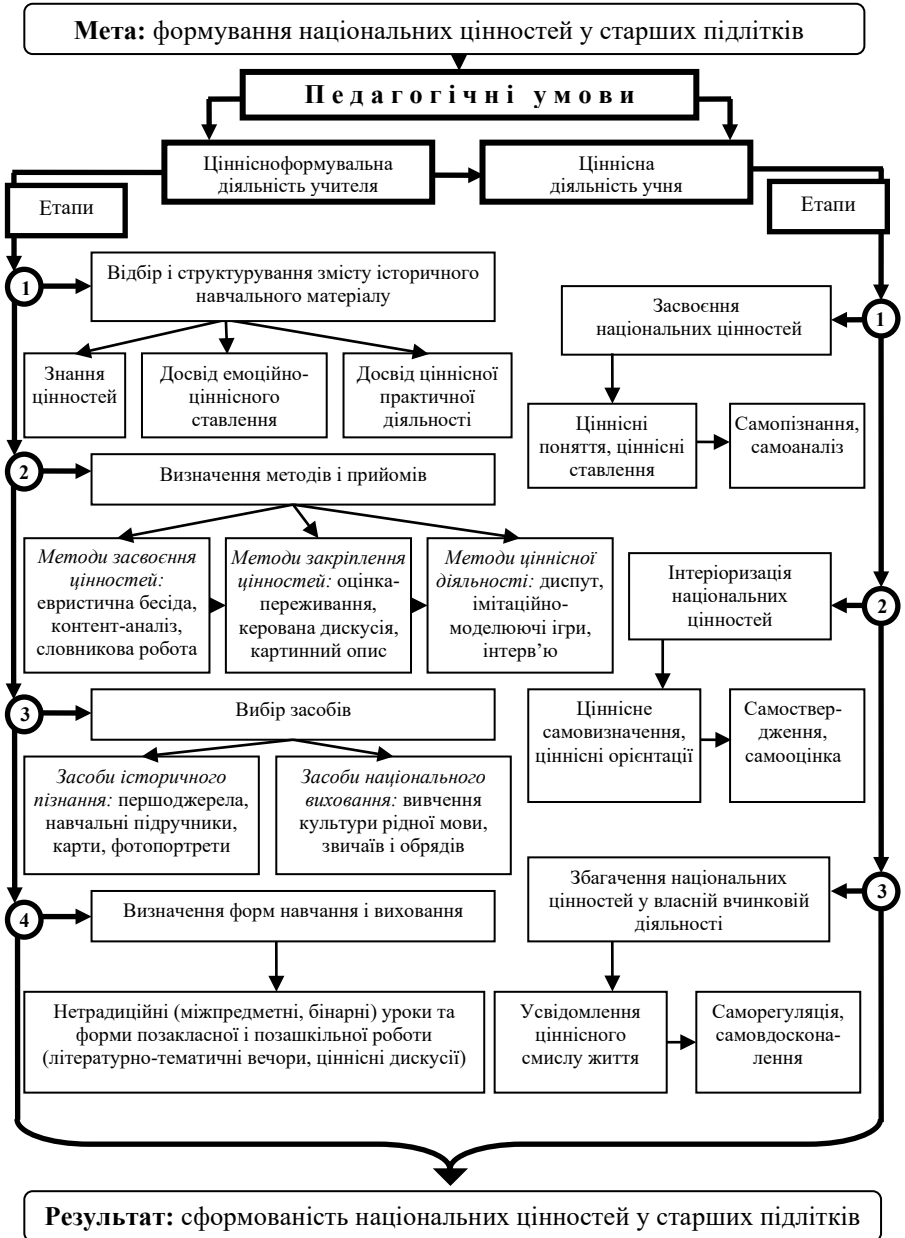 Мета: формування національних цінностей у старших підлітків
Педагогічні умови
Ціннісноформувальна
діяльність учителя
Ціннісна
діяльність учня
Етапи
Етапи
1
Відбір і структурування змісту історичного
навчального матеріалу
Знання
цінностей
Досвід емоційно-
ціннісного
ставлення
Досвід ціннісної
практичної
діяльності
2
Визначення методів і прийомів
Методи засвоєння
цінностей:
евристична бесіда,
контент-аналіз,
словникова робота
Методи закріплення
цінностей: оцінка-
переживання,
керована дискусія,
картинний опис
Методи ціннісної
діяльності: диспут,
імітаційно-
моделюючі ігри,
інтерв’ю
3
Вибір засобів
Засоби історичного
пізнання: першоджерела,
навчальні підручники,
карти, фотопортрети
Засоби національного
виховання: вивчення
культури рідної мови,
звичаїв і обрядів
4
Визначення форм навчання і виховання
Нетрадиційні (міжпредметні, бінарні) уроки та
форми позакласної і позашкільної роботи
(літературно-тематичні вечори, ціннісні дискусії)
1
Засвоєння
національних цінностей
Ціннісні
поняття, ціннісні
ставлення
Самопізнання,
самоаналіз
2
Інтеріоризація
національних
цінностей
Ціннісне
самовизначення,
ціннісні орієнтації
Самоствер-
дження,
самооцінка
3
Збагачення національних
цінностей у власній вчинковій
діяльності
Усвідомлення
ціннісного
смислу життя
Саморегуляція,
самовдоскона-
лення
Результат: сформованість національних цінностей у старших підлітків